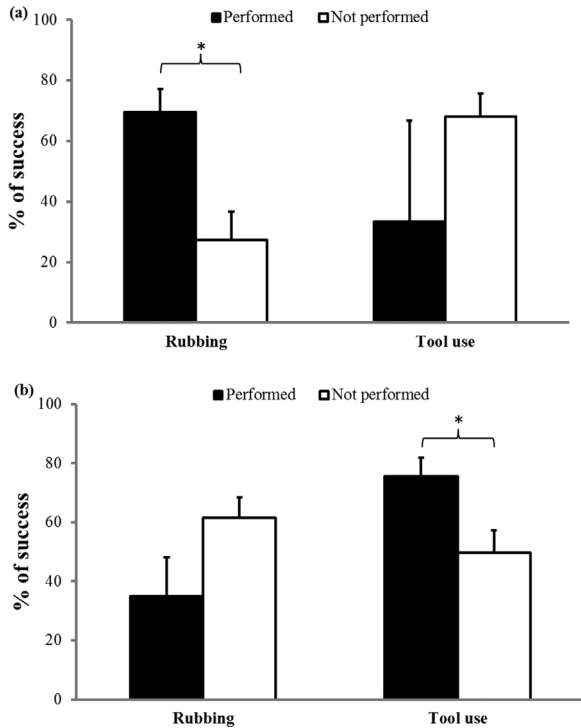 (a)
Performed Not performed
100
80
60
40
20
0
% of success
*
Rubbing Tool use
(b)
Performed Not performed
100
80
60
40
20
0
% of success
*
Rubbing Tool use